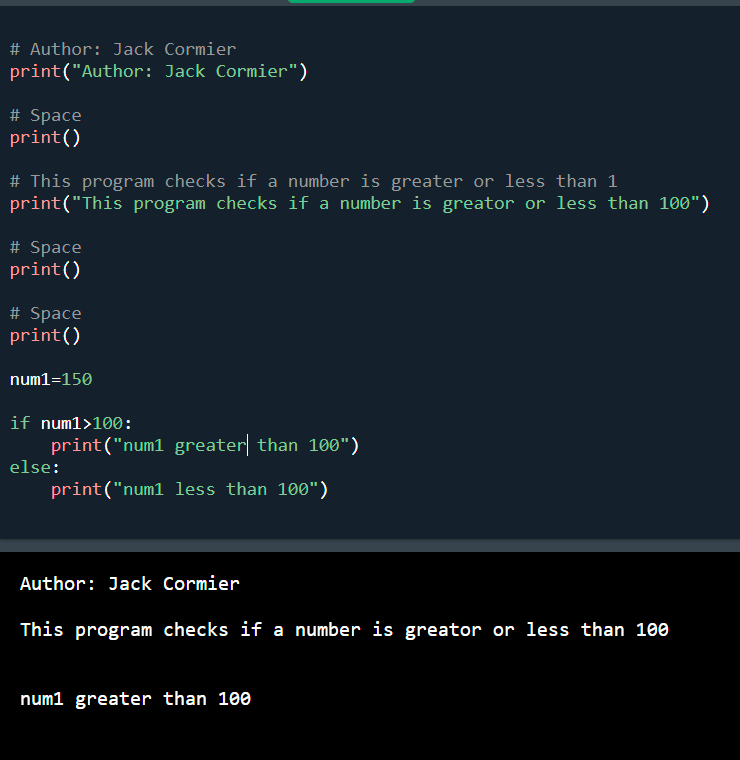 # Author: Jack Cormier
print("Author: Jack Cormier")
# Space
print()
# This program checks if a number is greater or less than 1
print("This program checks if a number is greator or less than 100")
# Space
print()
# Space
print()
num1=150
if num1>100:
    print("num1 greater than 100")
else:
    print("num1 less than 100")
Author: Jack Cormier
This program checks if a number is greator or less than 100
num1 greater than 100